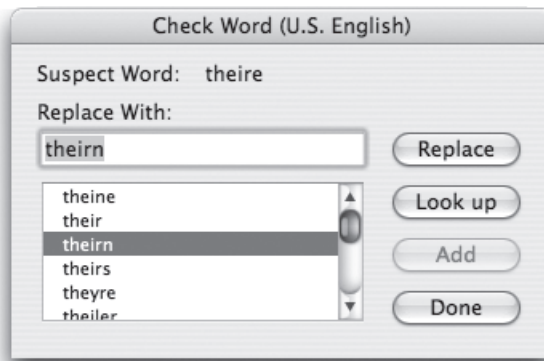 Check Word (U.S. English)
Suspect Word: theire
Replace With:
theirn
Replace
theine
their
theirn
theirs
theyre
theiler
Look up
Add
Done